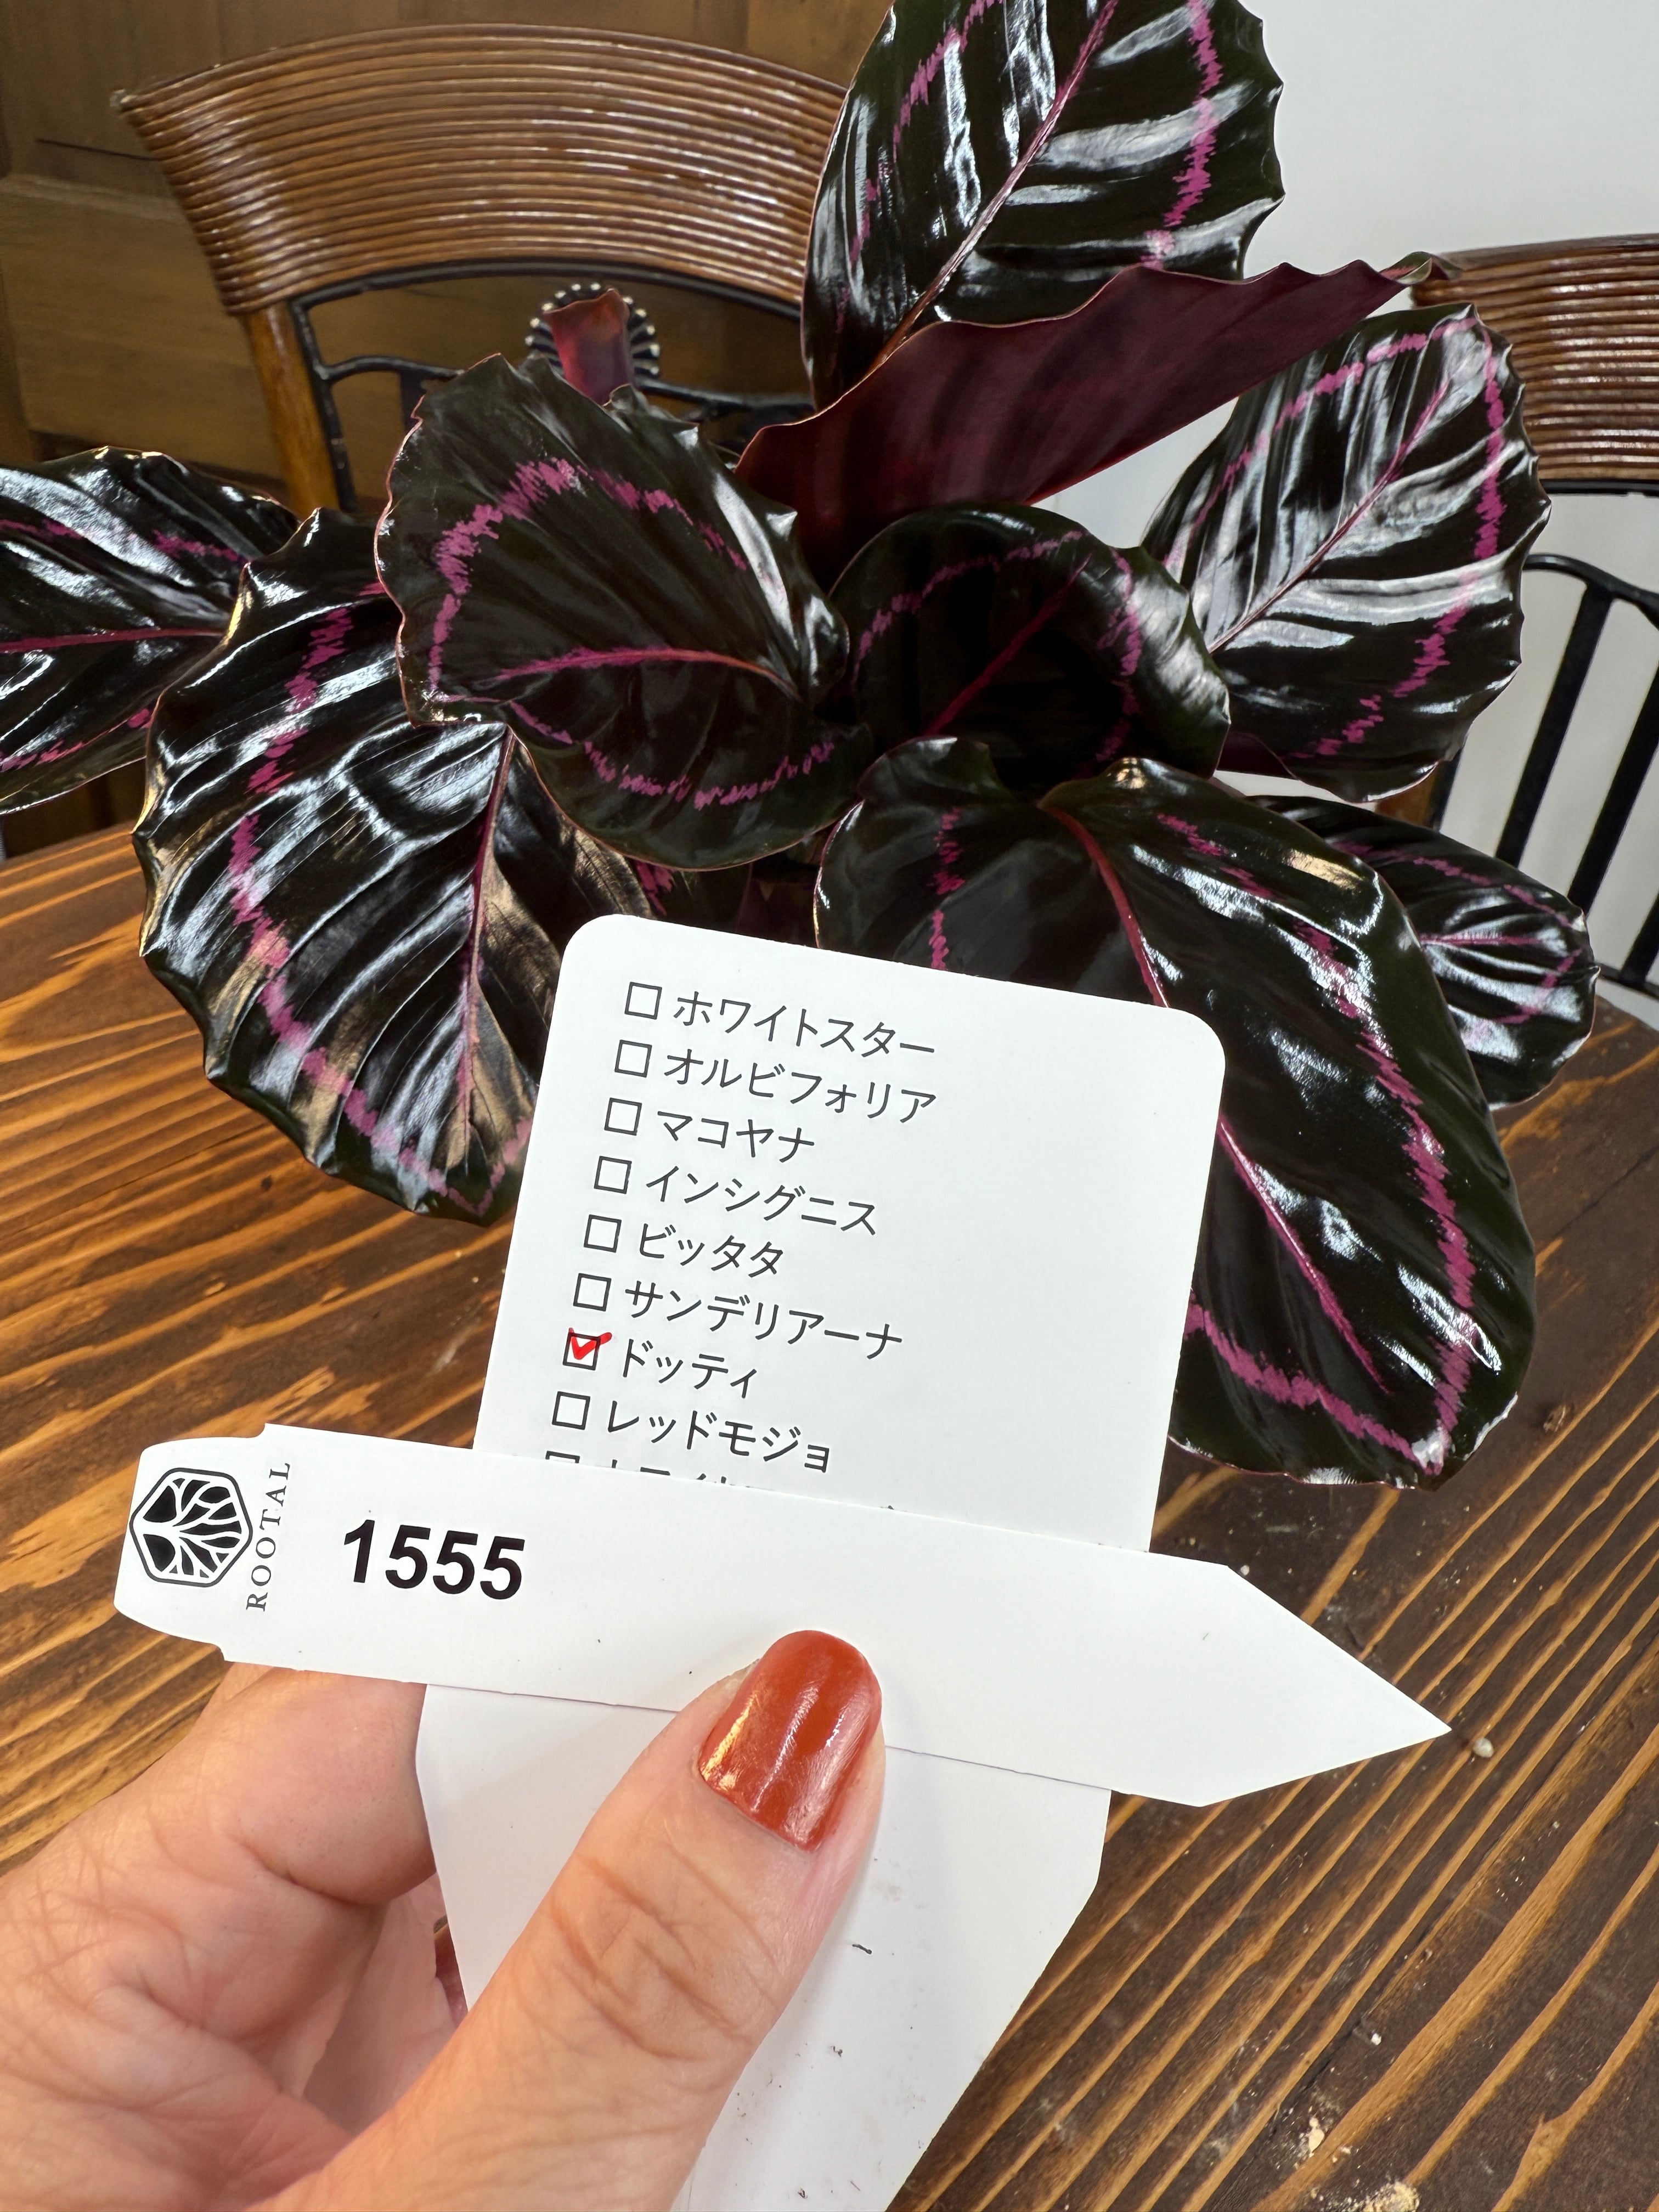 □ ホワイトスター
□ オルビフォリア
□ マコヤナ
□ インシグニス
□ ビッタタ
□ サンデリアーナ
☑ ドッティ
□ レッドモジョ
ROOTAL
1555